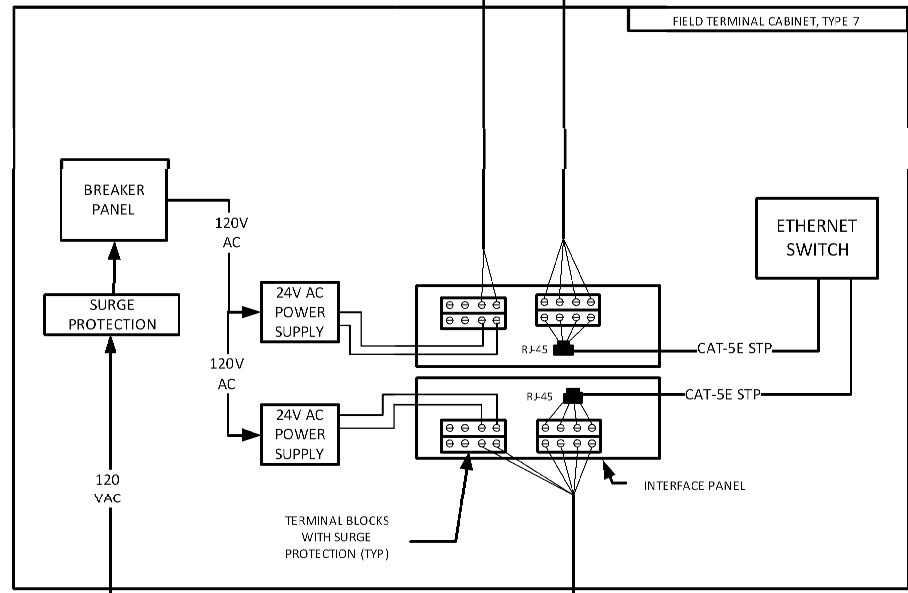 FIELD TERMINAL CABINET, TYPE 7
BREAKER
PANEL
120V
AC
ETHERNET
SWITCH
SURGE
PROTECTION
24V AC
POWER
SUPPLY
RJ-45
CAT-5E STP
120V
AC
RJ-45
CAT-5E STP
24V AC
POWER
SUPPLY
120
VAC
INTERFACE PANEL
TERMINAL BLOCKS
WITH SURGE
PROTECTION (TYP)